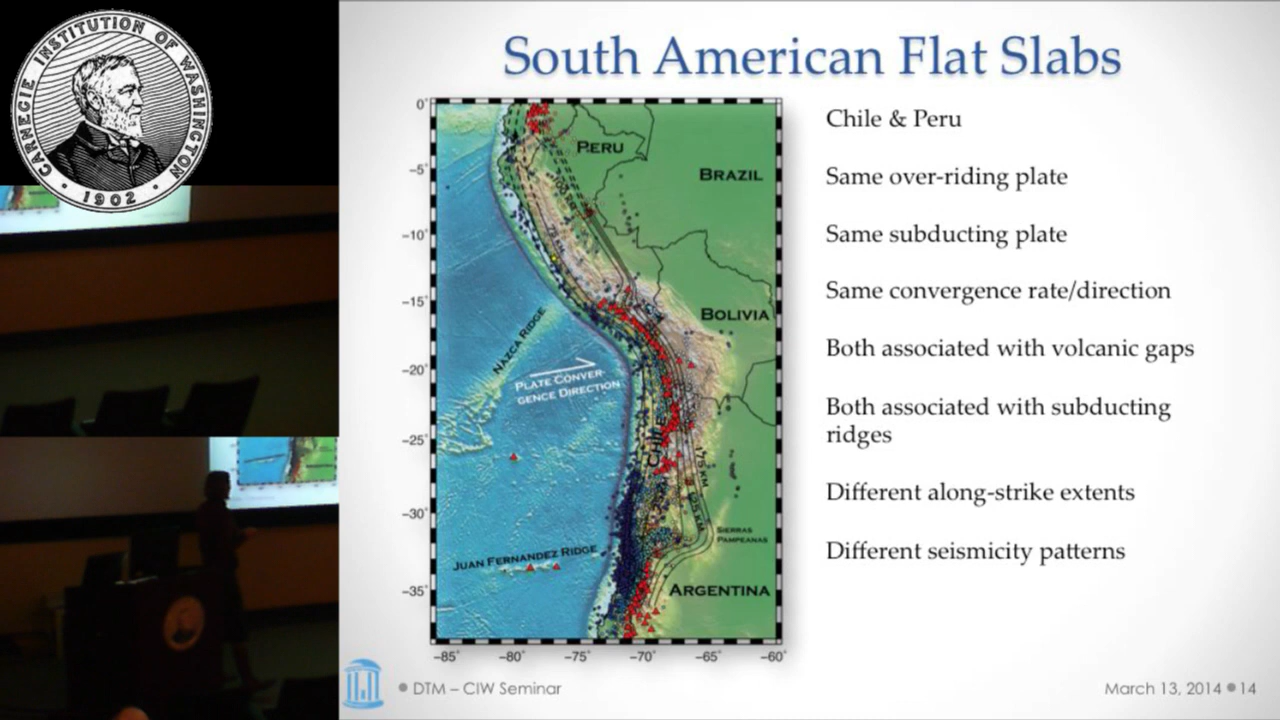 CARNEGIE INSTITUTION OF WASHINGTON
· 1902 ·
South American Flat Slabs
0°
−5°
−10°
−15°
−20°
−25°
−30°
−35°
−85°
−80°
−75°
−70°
−65°
−60°
PERU
BRAZIL
BOLIVIA
NAZCA RIDGE
PLATE CONVER-
GENCE DIRECTION
CHILE
175 KM
SIERRAS
PAMPEANAS
JUAN FERNANDEZ RIDGE
ARGENTINA
Chile & Peru
Same over-riding plate
Same subducting plate
Same convergence rate/direction
Both associated with volcanic gaps
Both associated with subducting
ridges
Different along-strike extents
Different seismicity patterns
DTM – CIW Seminar
March 13, 2014
14